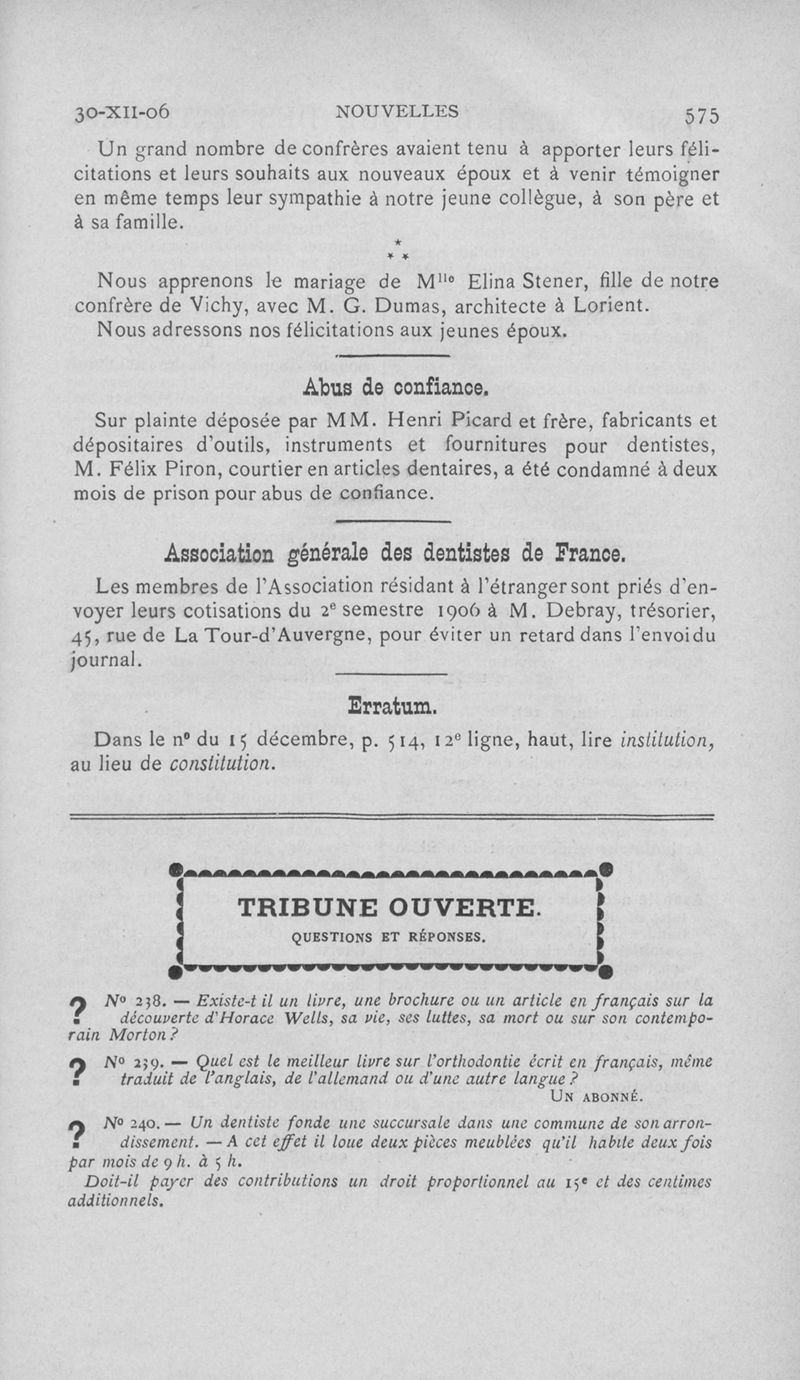 30-XII-06 NOUVELLES 575
Un grand nombre de confrères avaient tenu à apporter leurs féli-
citations et leurs souhaits aux nouveaux époux et à venir témoigner
en même temps leur sympathie à notre jeune collègue, à son père et
à sa famille.
*
* *
Nous apprenons le mariage de Mlle Elina Stener, fille de notre
confrère de Vichy, avec M. G. Dumas, architecte à Lorient.
Nous adressons nos félicitations aux jeunes époux.
Abus de confiance.
Sur plainte déposée par MM. Henri Picard et frère, fabricants et
dépositaires d'outils, instruments et fournitures pour dentistes,
M. Félix Piron, courtier en articles dentaires, a été condamné à deux
mois de prison pour abus de confiance.
Association générale des dentistes de France.
Les membres de l'Association résidant à l'étranger sont priés d'en-
voyer leurs cotisations du 2e semestre 1906 à M. Debray, trésorier,
45, rue de La Tour-d'Auvergne, pour éviter un retard dans l'envoi du
journal.
Erratum.
Dans le n° du 15 décembre, p. 514, 12e ligne, haut, lire institution,
au lieu de constitution.
TRIBUNE OUVERTE.
QUESTIONS ET RÉPONSES.
? N° 238. — Existe-t il un livre, une brochure ou un article en français sur la
découverte d'Horace Wells, sa vie, ses luttes, sa mort ou sur son contempo-
rain Morton ?
? N° 239. — Quel est le meilleur livre sur l'orthodontie écrit en français, même
traduit de l'anglais, de l'allemand ou d'une autre langue ?
UN ABONNÉ.
? N° 240. — Un dentiste fonde une succursale dans une commune de son arron-
dissement. — A cet effet il loue deux pièces meublées qu'il habite deux fois
par mois de 9 h. à 5 h.
Doit-il payer des contributions un droit proportionnel au 15e et des centimes
additionnels.